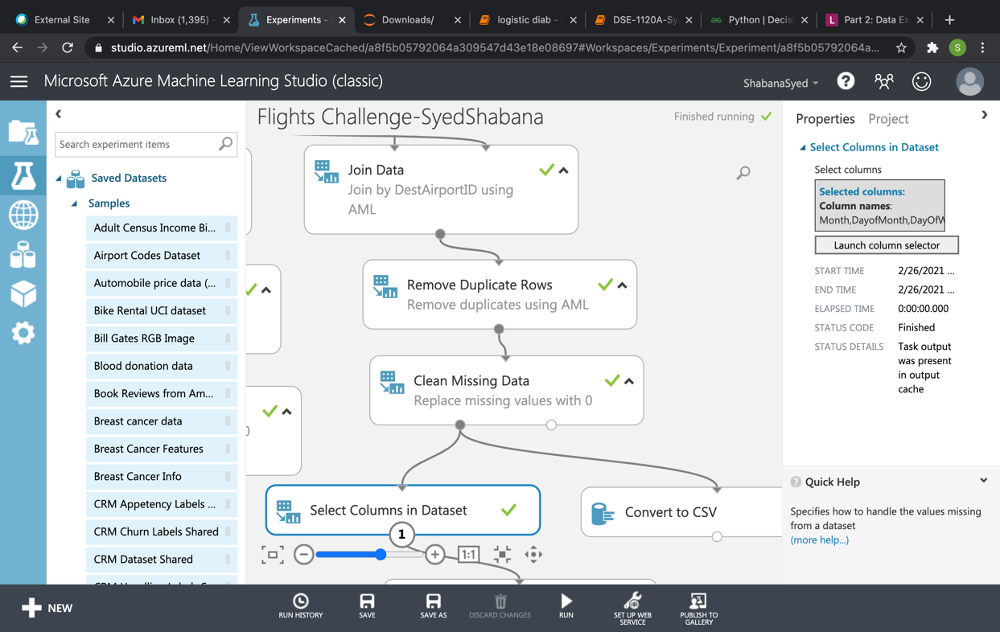 External Site
Inbox (1,395) -
Experiments -
Downloads/
logistic diab -
DSE-1120A-Sy
Python | Decis
Part 2: Data Ex
studio.azureml.net/Home/ViewWorkspaceCached/a8f5b05792064a309547d43e18e08697#Workspaces/Experiments/Experiment/a8f5b05792064a...
S
Microsoft Azure Machine Learning Studio (classic)
ShabanaSyed
Search experiment items
Saved Datasets
Samples
Adult Census Income Bi...
Airport Codes Dataset
Automobile price data (...
Bike Rental UCI dataset
Bill Gates RGB Image
Blood donation data
Book Reviews from Am...
Breast cancer data
Breast Cancer Features
Breast Cancer Info
CRM Appetency Labels ...
CRM Churn Labels Shared
CRM Dataset Shared
Flights Challenge-SyedShabana
Finished running
Join Data
Join by DestAirportID using
AML
Remove Duplicate Rows
Remove duplicates using AML
Clean Missing Data
Replace missing values with 0
Select Columns in Dataset
1
Convert to CSV
1:1
Properties
Project
Select Columns in Dataset
Select columns
Selected columns:
Column names:
Month,DayofMonth,DayOfW
Launch column selector
START TIME 2/26/2021 ...
END TIME 2/26/2021 ...
ELAPSED TIME 0:00:00.000
STATUS CODE Finished
STATUS DETAILS Task output
was present
in output
cache
Quick Help
Specifies how to handle the values missing
from a dataset
(more help...)
NEW
RUN HISTORY
SAVE
SAVE AS
DISCARD CHANGES
RUN
SET UP WEB
SERVICE
PUBLISH TO
GALLERY